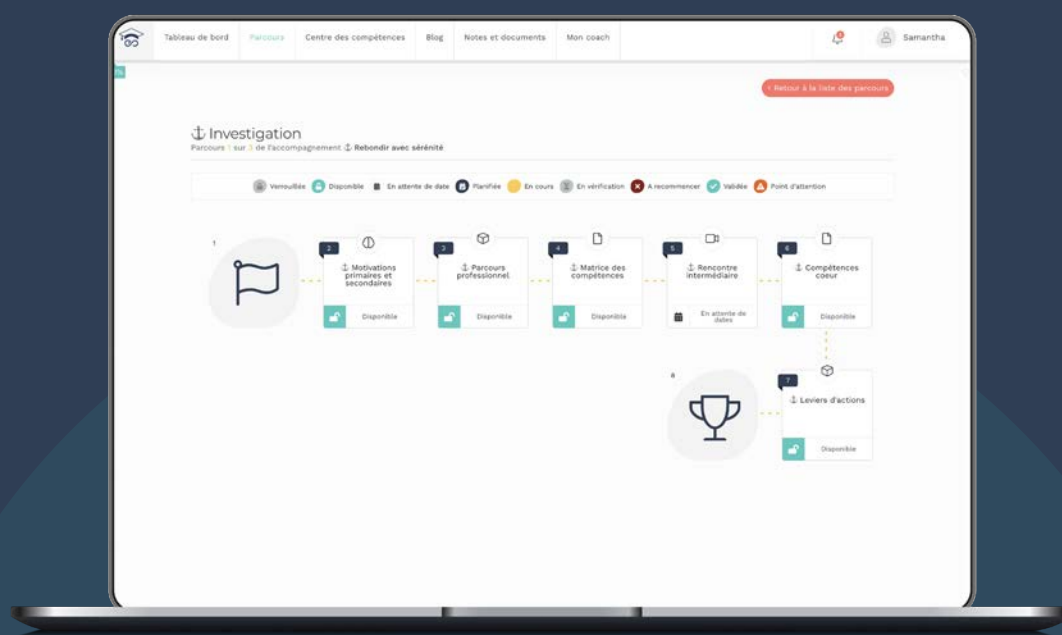 Tableau de bord Parcours Centre des compétences Blog Notes et documents Mon coach Samantha
< Retour à la liste des parcours
Investigation
Parcours 1 sur 3 de l'accompagnement Rebondir avec sérénité
Verrouillée Disponible En attente de date Planifiée En cours En vérification A recommencer Validée Point d'attention
1
2
Motivations
primaires et
secondaires
Disponible
3
Parcours
professionnel
Disponible
4
Matrice des
compétences
Disponible
5
Rencontre
intermédiaire
En attente de
dates
6
Compétences
coeur
Disponible
7
Leviers d'actions
Disponible
8